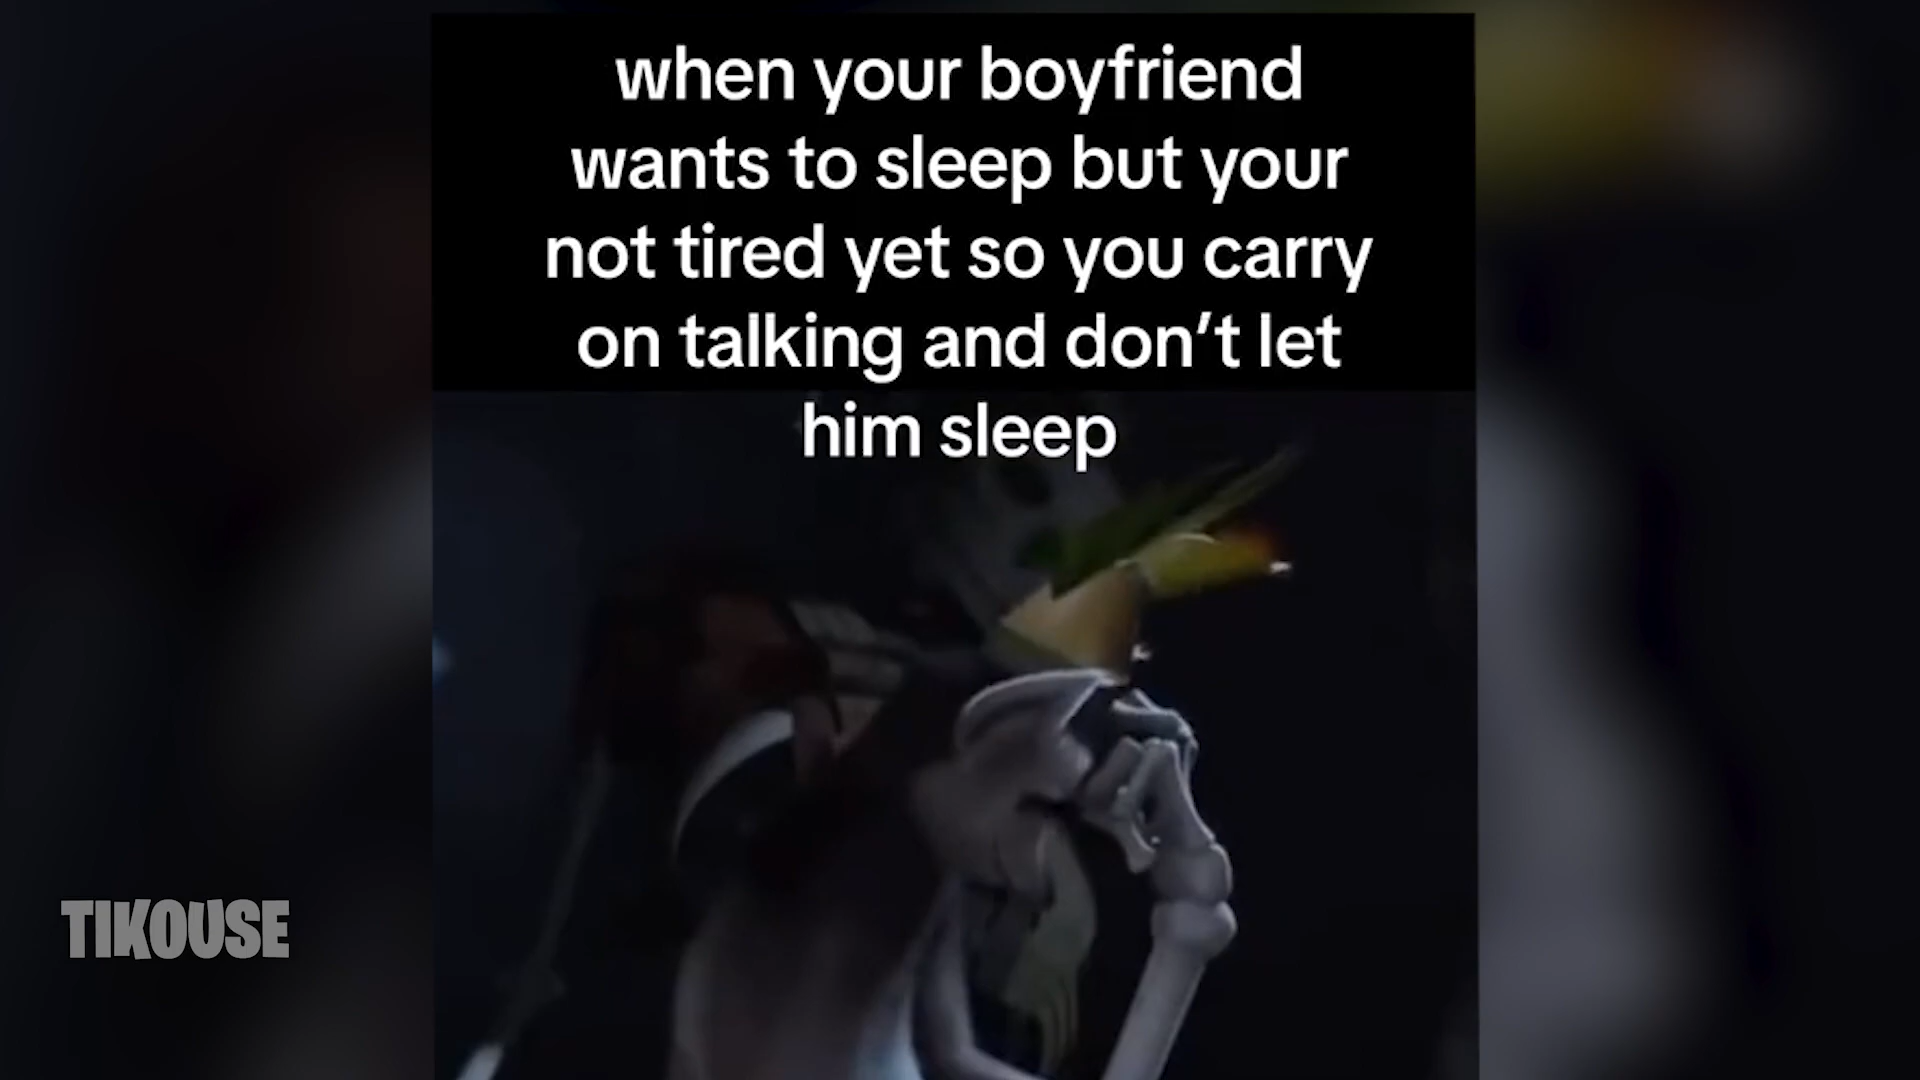 when your boyfriend
wants to sleep but your
not tired yet so you carry
on talking and don’t let
him sleep
TIKOUSE